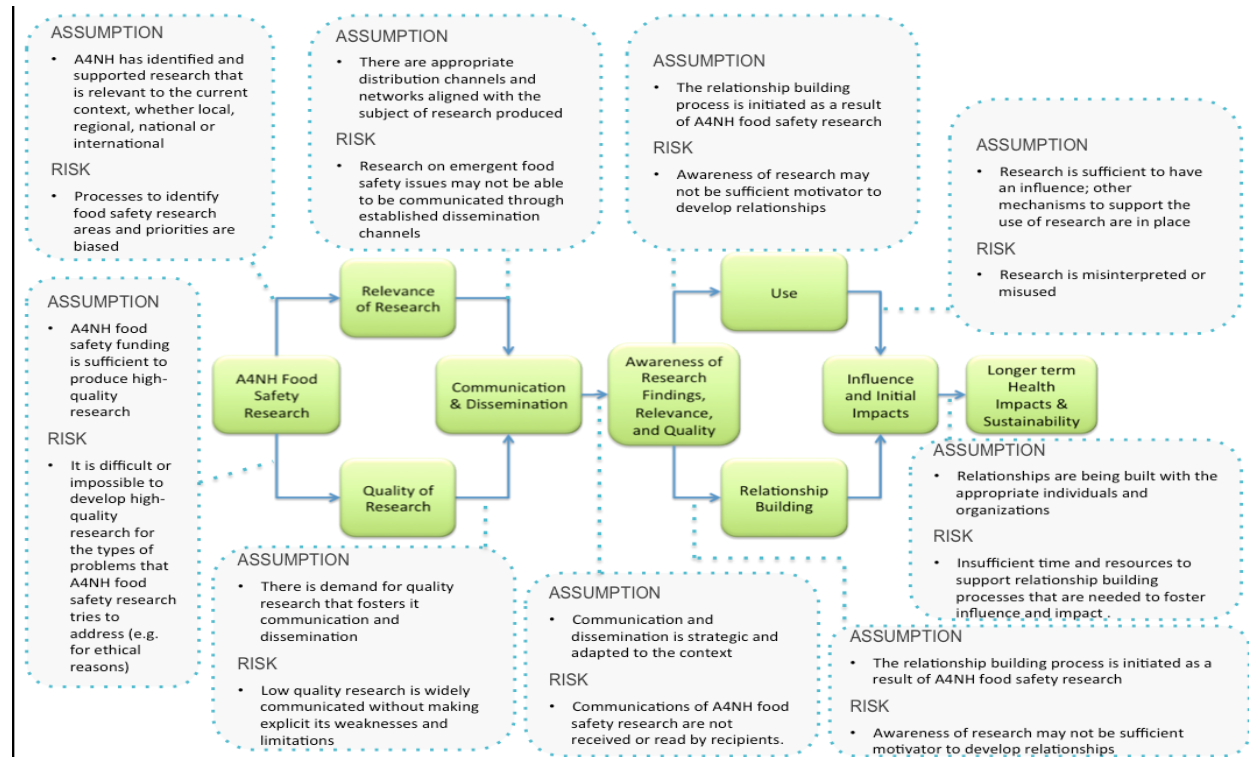 ASSUMPTION
• A4NH has identified and
supported research that
is relevant to the current
context, whether local,
regional, national or
international
RISK
• Processes to identify
food safety research
areas and priorities are
biased
ASSUMPTION
• There are appropriate
distribution channels and
networks aligned with the
subject of research produced
RISK
• Research on emergent food
safety issues may not be able
to be communicated through
established dissemination
channels
ASSUMPTION
• The relationship building
process is initiated as a result
of A4NH food safety research
RISK
• Awareness of research may
not be sufficient motivator to
develop relationships
ASSUMPTION
• Research is sufficient to have
an influence; other
mechanisms to support the
use of research are in place
RISK
• Research is misinterpreted or
misused
ASSUMPTION
• A4NH food
safety funding
is sufficient to
produce high-
quality
research
RISK
• It is difficult or
impossible to
develop high-
quality
research for
the types of
problems that
A4NH food
safety research
tries to
address (e.g.
for ethical
reasons)
A4NH Food
Safety
Research
Relevance
of Research
Quality of
Research
Communication
& Dissemination
Awareness of
Research
Findings,
Relevance,
and Quality
Use
Relationship
Building
Influence
and Initial
Impacts
Longer term
Health
Impacts &
Sustainability
ASSUMPTION
• There is demand for quality
research that fosters it
communication and
dissemination
RISK
• Low quality research is widely
communicated without making
explicit its weaknesses and
limitations
ASSUMPTION
• Communication and
dissemination is strategic and
adapted to the context
RISK
• Communications of A4NH food
safety research are not
received or read by recipients.
ASSUMPTION
• Relationships are being built with the
appropriate individuals and
organizations
RISK
• Insufficient time and resources to
support relationship building
processes that are needed to foster
influence and impact .
ASSUMPTION
• The relationship building process is initiated as a
result of A4NH food safety research
RISK
• Awareness of research may not be sufficient
motivator to develop relationships